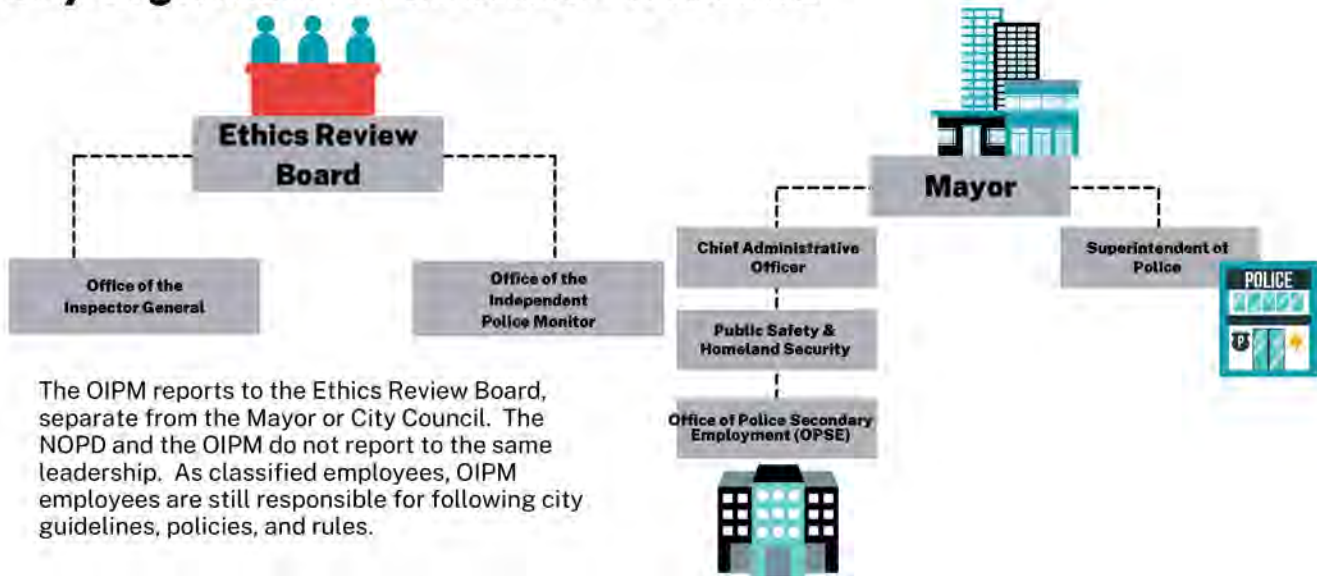 Ethics Review
Board
Mayor
Office of the
Inspector General
Office of the
Independent
Police Monitor
Chief Administrative
Officer
Superintendent of
Police
POLICE
P
Public Safety &
Homeland Security
Office of Police Secondary
Employment (OPSE)
The OIPM reports to the Ethics Review Board,
separate from the Mayor or City Council. The
NOPD and the OIPM do not report to the same
leadership. As classified employees, OIPM
employees are still responsible for following city
guidelines, policies, and rules.